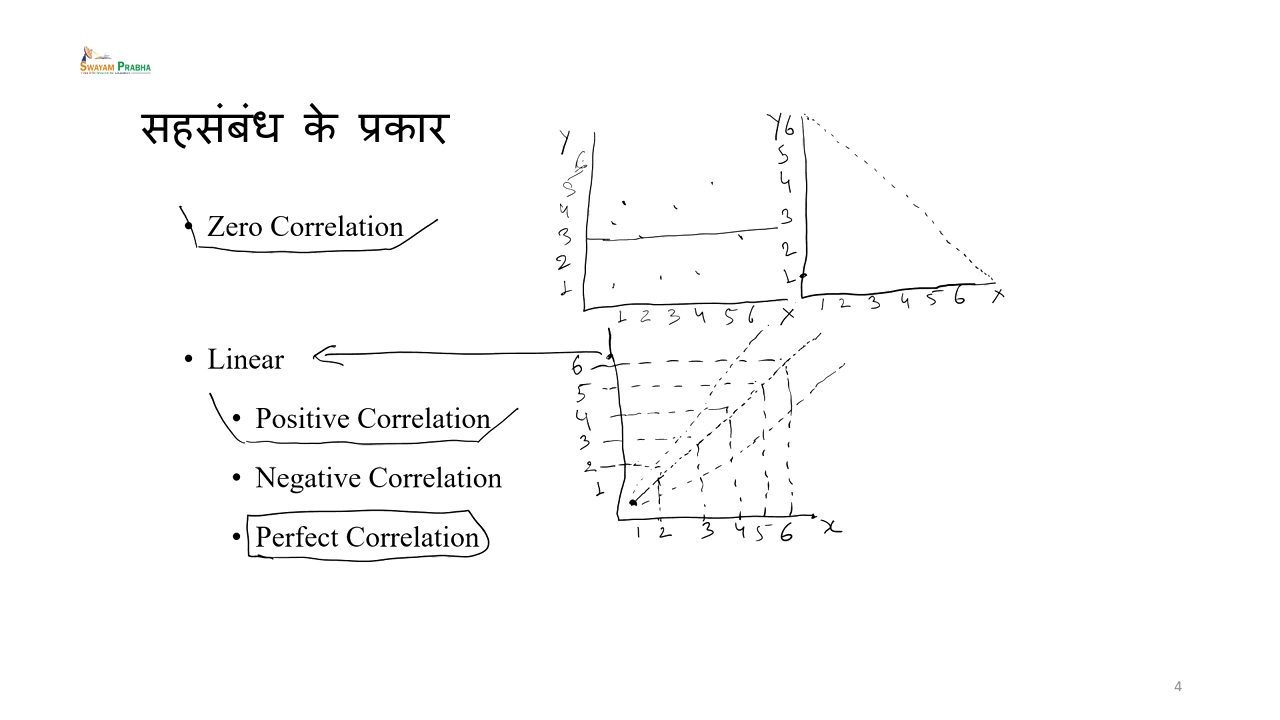 SWAYAM PRABHA
सहसंबंध के प्रकार
• Zero Correlation
• Linear
• Positive Correlation
• Negative Correlation
• Perfect Correlation
Y
6
5
4
3
2
1
1 2 3 4 5 6 X
Y6
5
4
3
2
1
1 2 3 4 5 6 X
6
5
4
3
2
1
1 2 3 4 5 6 X
4